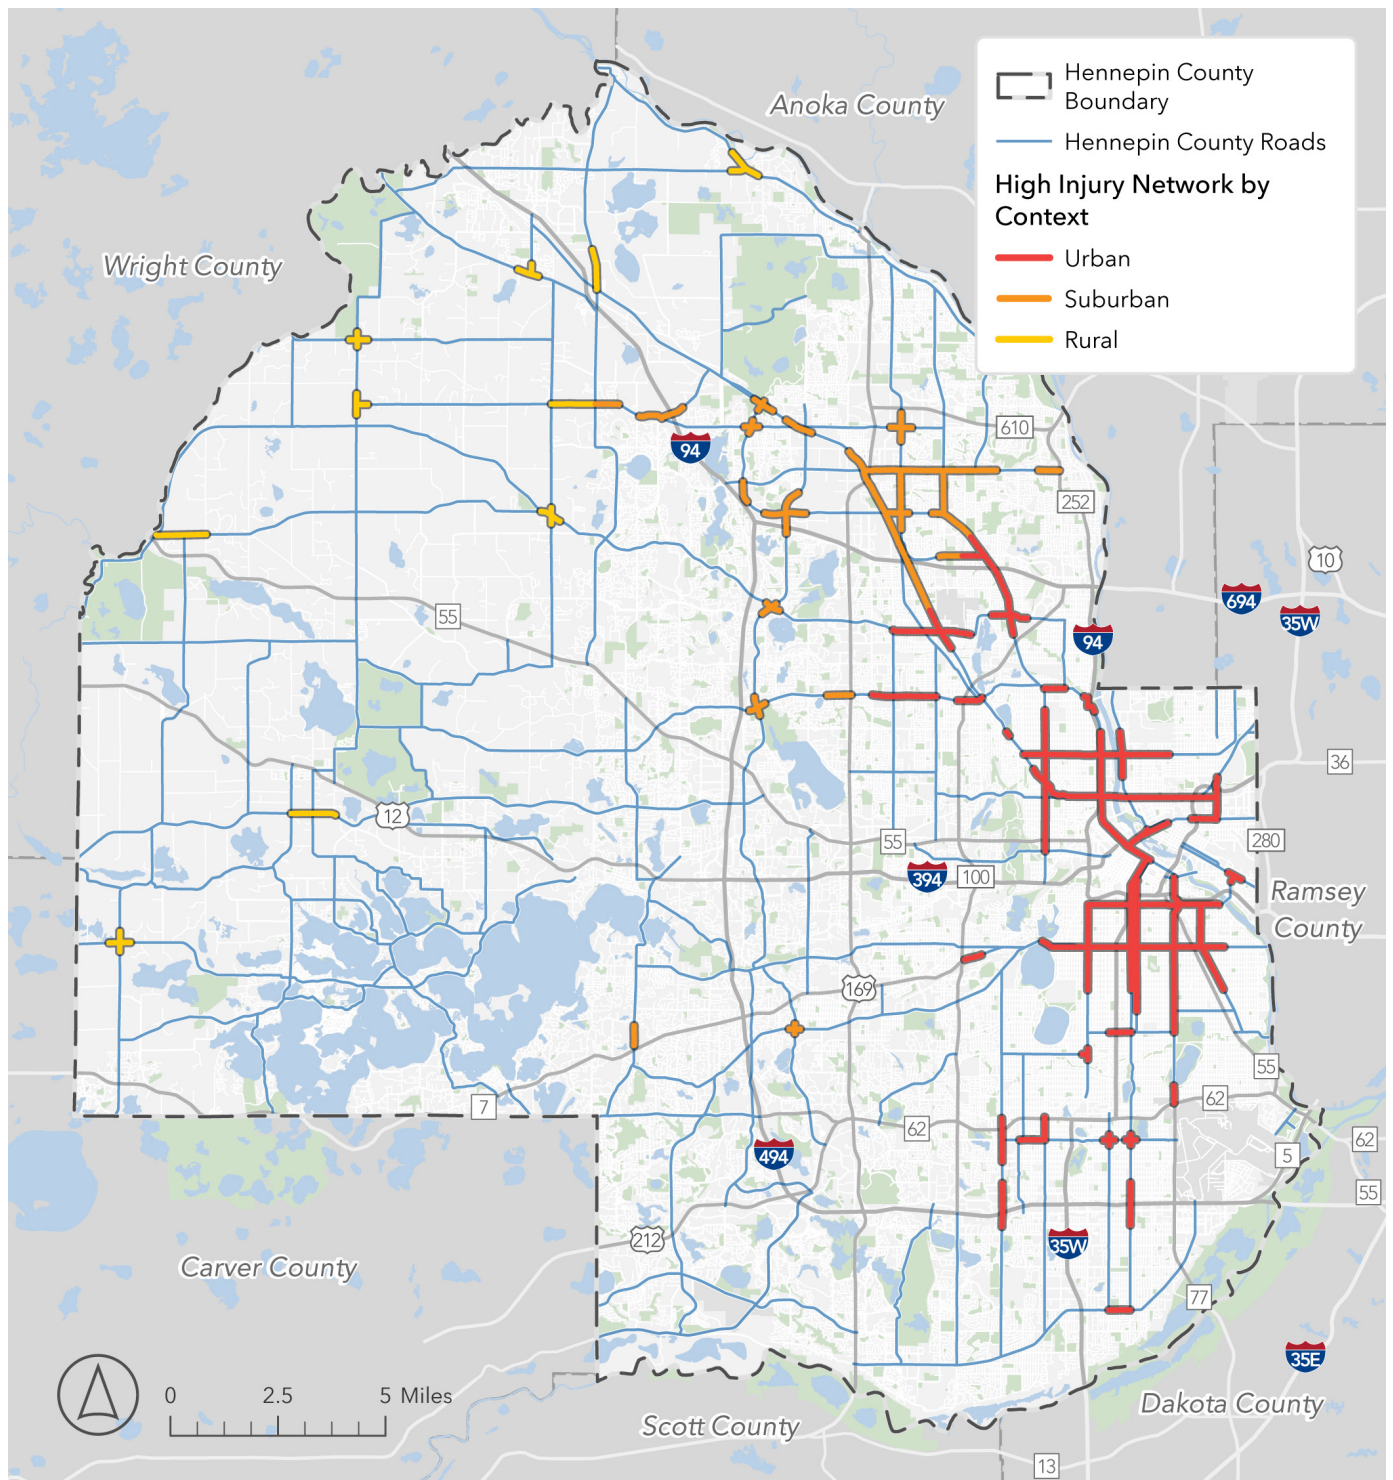 Hennepin County
Boundary
Hennepin County Roads
High Injury Network by
Context
Urban
Suburban
Rural
Anoka County
Wright County
610
94
252
10
694
35W
55
94
36
12
55
280
394
100
Ramsey
County
169
55
7
62
62
62
494
5
55
212
35W
Carver County
77
35E
0
2.5
5 Miles
Dakota County
Scott County
13